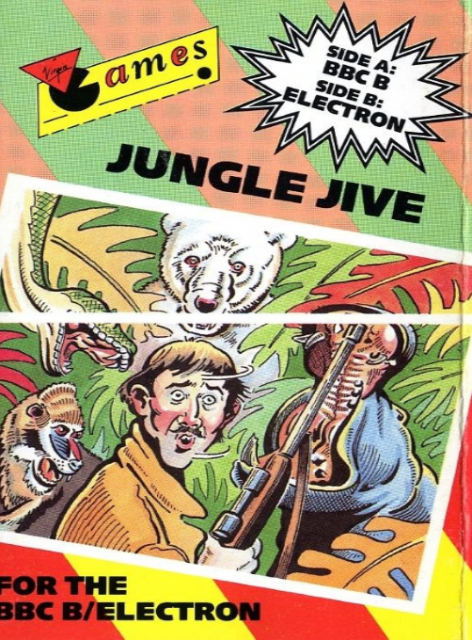 Virgin
Games
SIDE A:
BBC B
SIDE B:
ELECTRON
JUNGLE JIVE
FOR THE
BBC B/ELECTRON